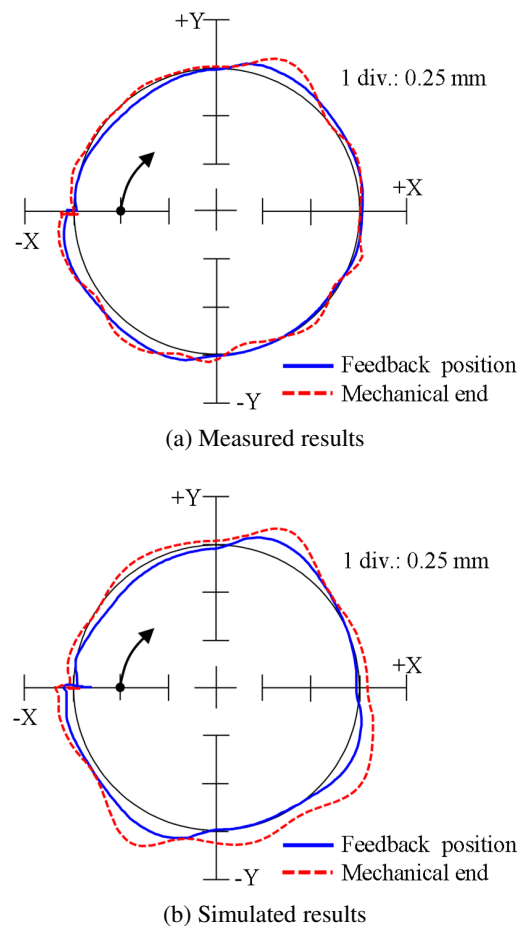 +Y
1 div.: 0.25 mm
+X
-X
Feedback position
Mechanical end
-Y
(a) Measured results
+Y
1 div.: 0.25 mm
+X
-X
Feedback position
Mechanical end
-Y
(b) Simulated results